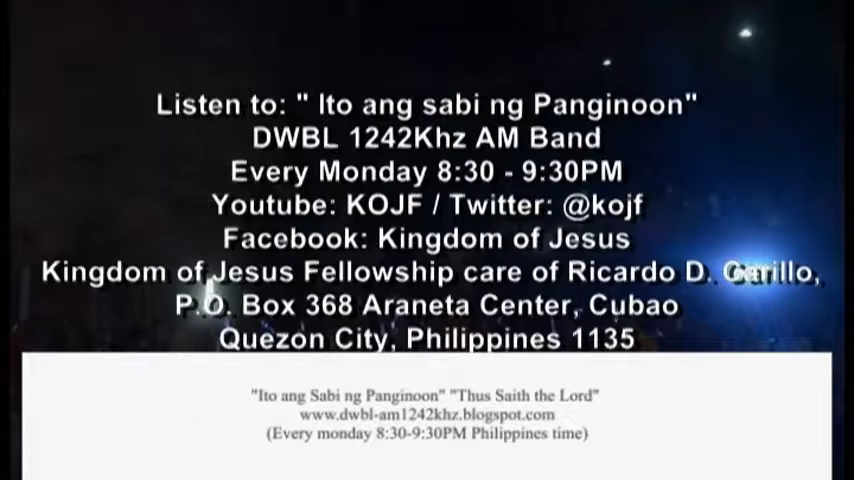 Listen to: " Ito ang sabi ng Panginoon"
DWBL 1242Khz AM Band
Every Monday 8:30 - 9:30PM
Youtube: KOJF / Twitter: @kojf
Facebook: Kingdom of Jesus
Kingdom of Jesus Fellowship care of Ricardo D. Carillo,
P.O. Box 368 Araneta Center, Cubao
Quezon City, Philippines 1135
"Ito ang Sabi ng Panginoon" "Thus Saith the Lord"
www.dwbl-am1242khz.blogspot.com
(Every monday 8:30-9:30PM Philippines time)